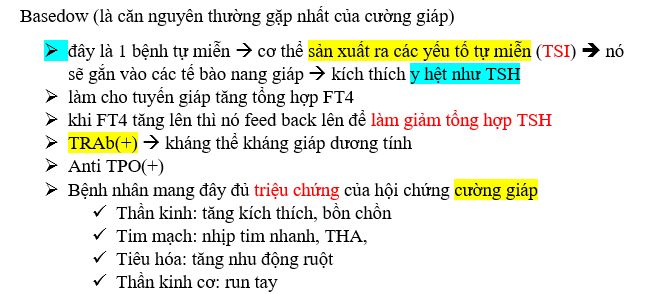 Basedow (là căn nguyên thường gặp nhất của cường giáp)
➢ đây là 1 bệnh tự miễn → cơ thể sản xuất ra các yếu tố tự miễn (TSI) ➔ nó
sẽ gắn vào các tế bào nang giáp → kích thích y hệt như TSH
➢ làm cho tuyến giáp tăng tổng hợp FT4
➢ khi FT4 tăng lên thì nó feed back lên để làm giảm tổng hợp TSH
➢ TRAb(+) → kháng thể kháng giáp dương tính
➢ Anti TPO(+)
➢ Bệnh nhân mang đây đủ triệu chứng của hội chứng cường giáp
✓ Thần kinh: tăng kích thích, bồn chồn
✓ Tim mạch: nhịp tim nhanh, THA,
✓ Tiêu hóa: tăng nhu động ruột
✓ Thần kinh cơ: run tay